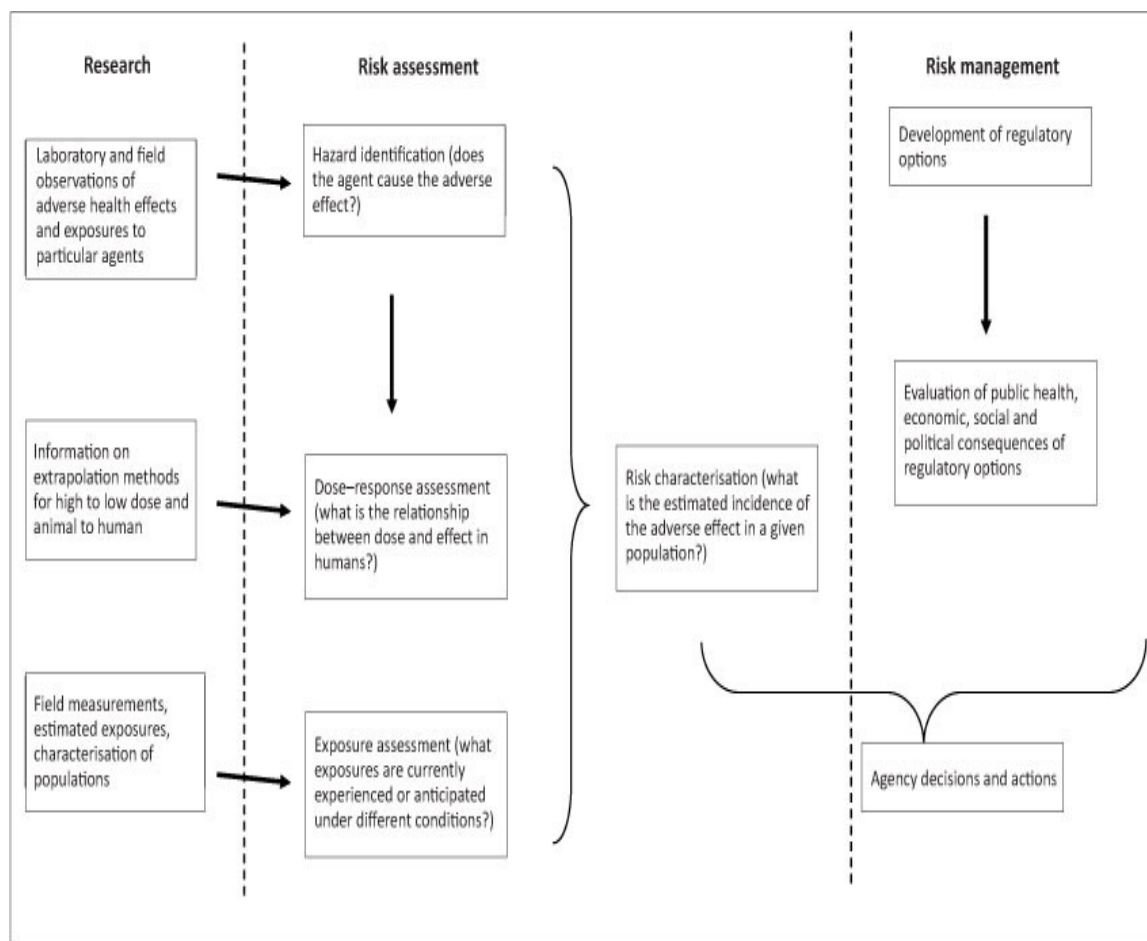 Research
Risk assessment
Risk management
Laboratory and field
observations of
adverse health effects
and exposures to
particular agents
Hazard identification (does
the agent cause the adverse
effect?)
Development of regulatory
options
Information on
extrapolation methods
for high to low dose and
animal to human
Dose–response assessment
(what is the relationship
between dose and effect in
humans?)
Risk characterisation (what
is the estimated incidence of
the adverse effect in a given
population?)
Evaluation of public health,
economic, social and
political consequences of
regulatory options
Field measurements,
estimated exposures,
characterisation of
populations
Exposure assessment (what
exposures are currently
experienced or anticipated
under different conditions?)
Agency decisions and actions